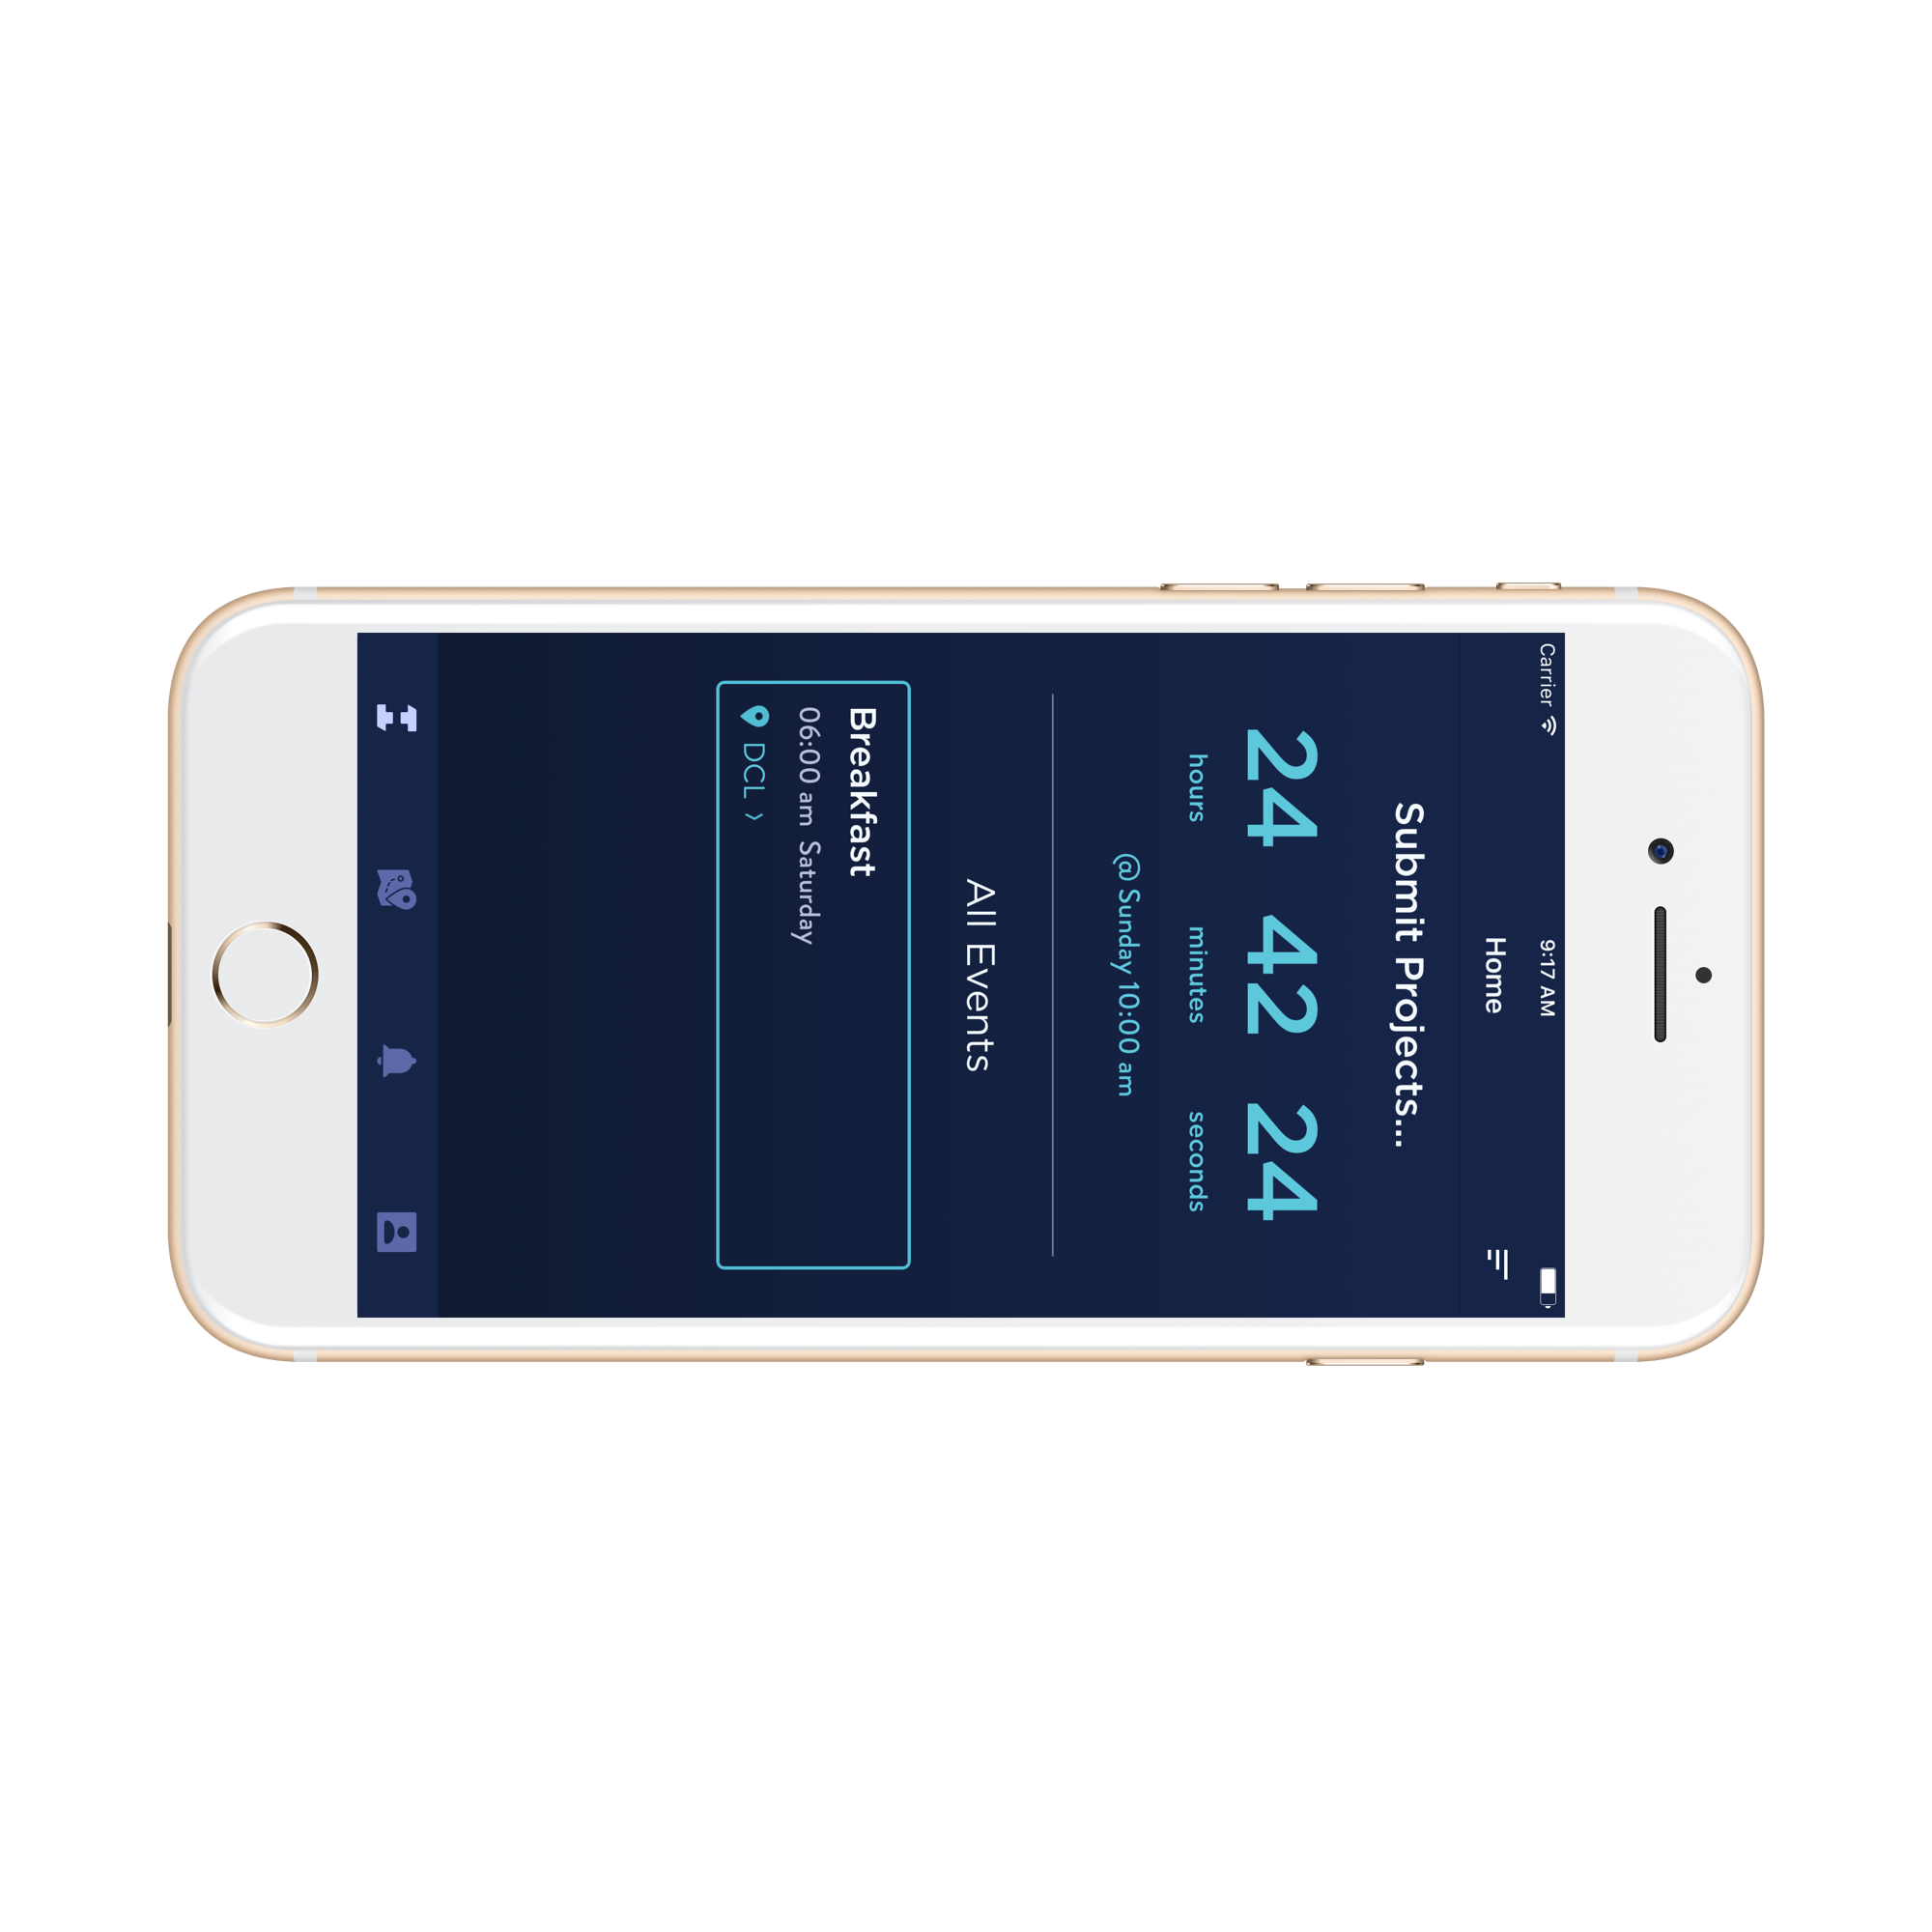 Carrier 9:17 AM
Home
Submit Projects...
24 42 24
hours minutes seconds
@ Sunday 10:00 am
All Events
Breakfast
06:00 am Saturday
DCL >